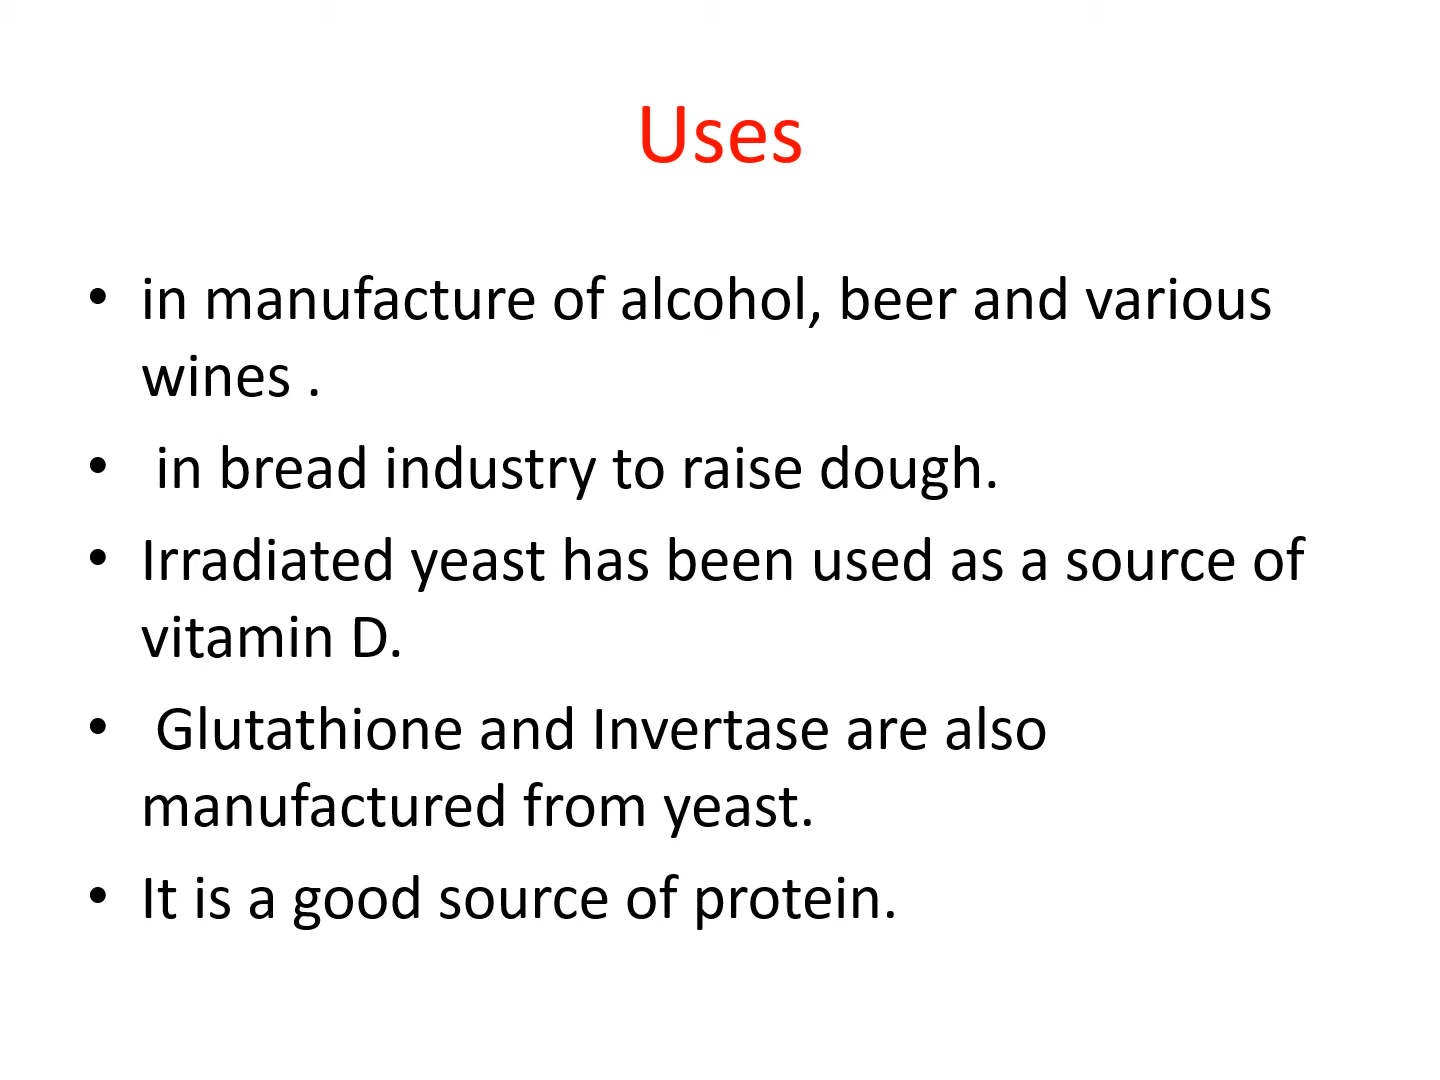 Uses
• in manufacture of alcohol, beer and various
wines .
• in bread industry to raise dough.
• Irradiated yeast has been used as a source of
vitamin D.
• Glutathione and Invertase are also
manufactured from yeast.
• It is a good source of protein.